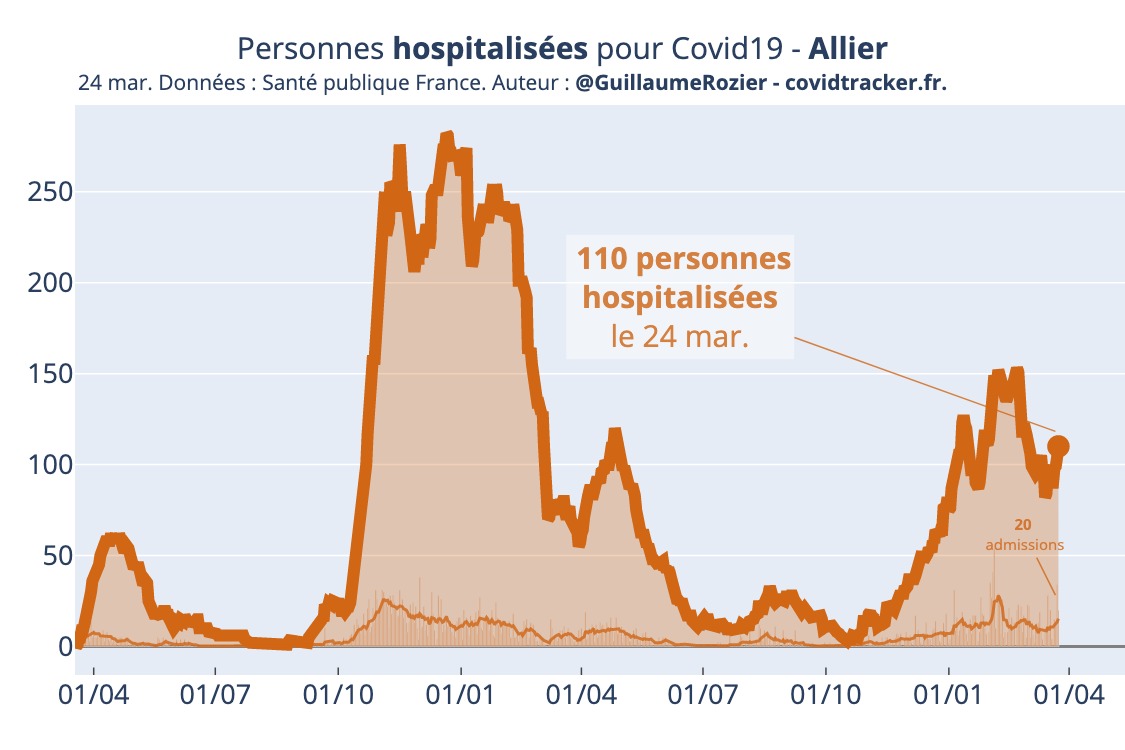 Personnes hospitalisées pour Covid19 - Allier
24 mar. Données : Santé publique France. Auteur : @GuillaumeRozier - covidtracker.fr.
250
200
150
100
50
0
110 personnes
hospitalisées
le 24 mar.
20
admissions
01/04 01/07 01/10 01/01 01/04 01/07 01/10 01/01 01/04